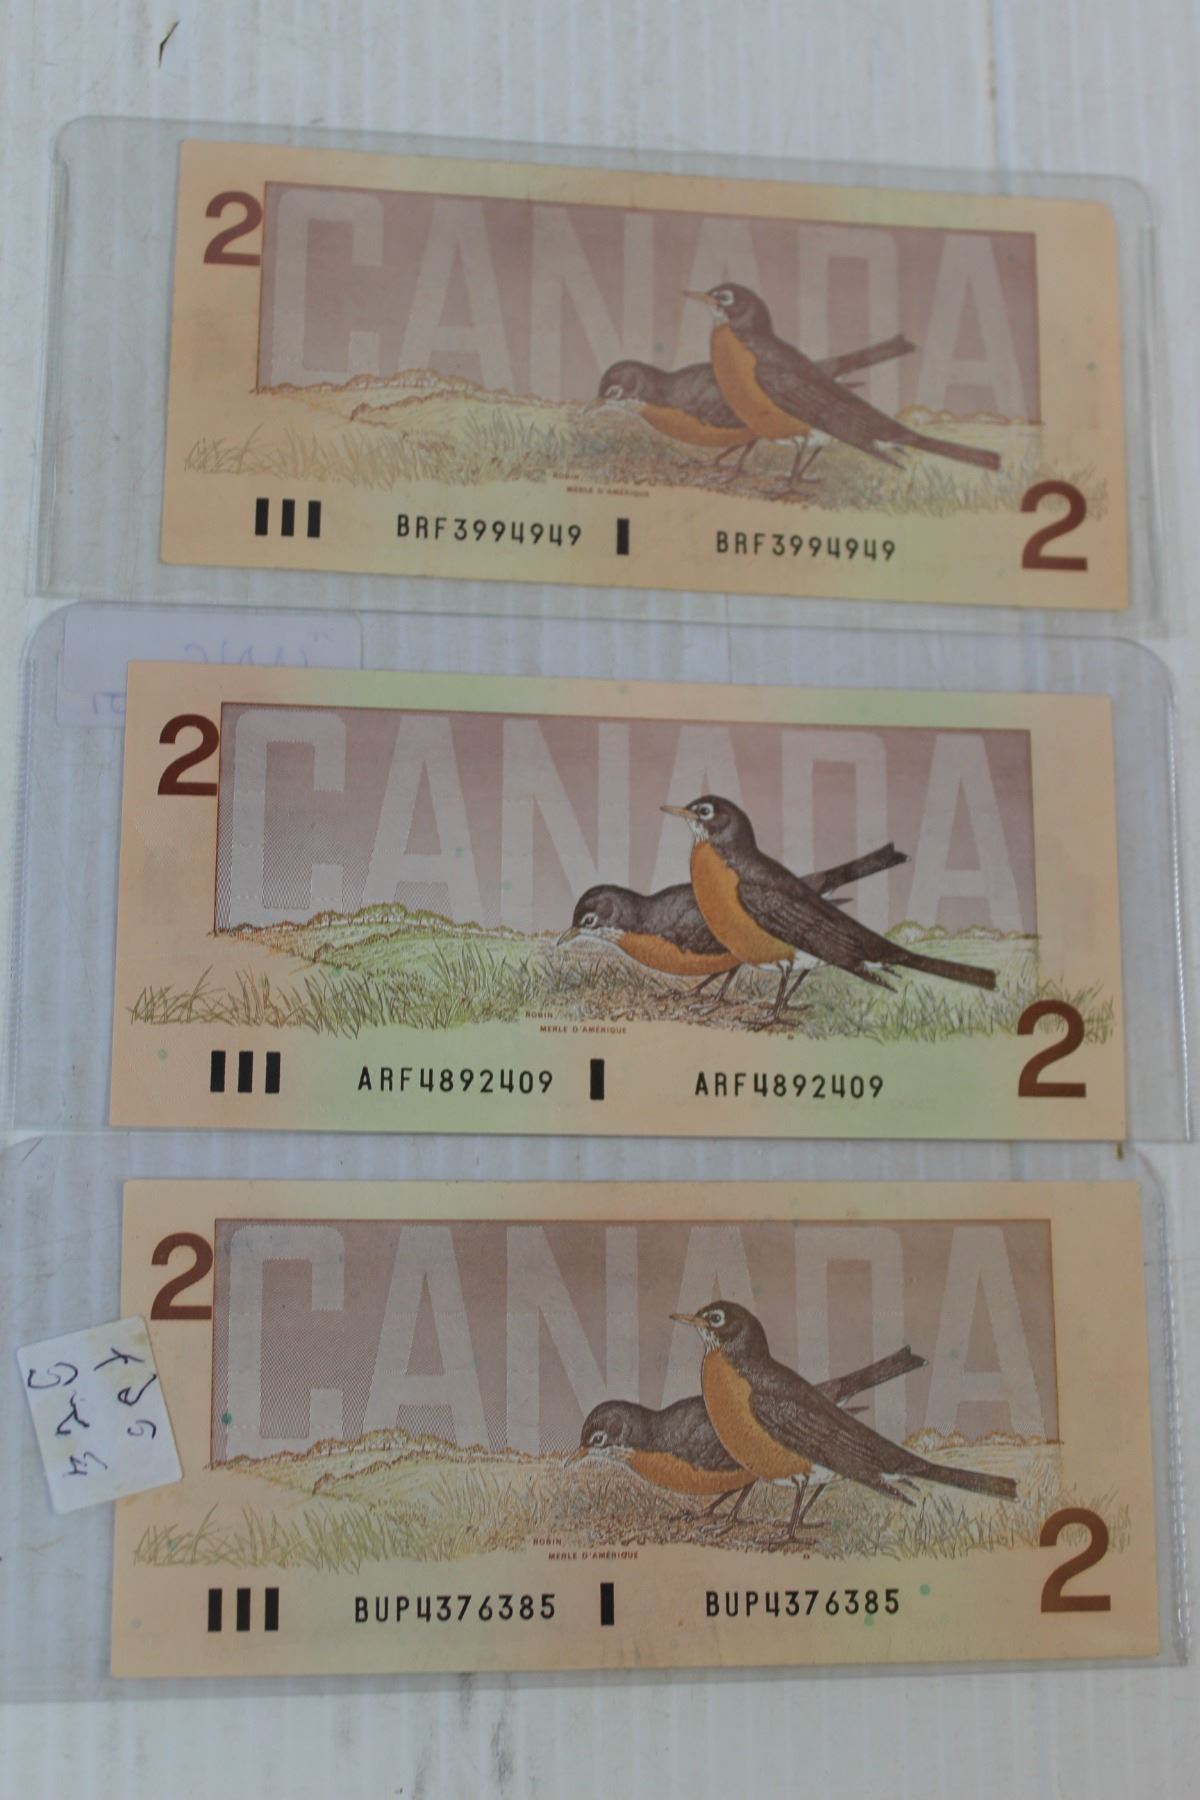 2
CANADA
ROBIN
MERLE D'AMÉRIQUE
BRF3994949 BRF3994949
2
2
CANADA
ROBIN
MERLE D'AMÉRIQUE
ARF4892409 ARF4892409
2
2
CANADA
ROBIN
MERLE D'AMÉRIQUE
BUP4376385 BUP4376385
2